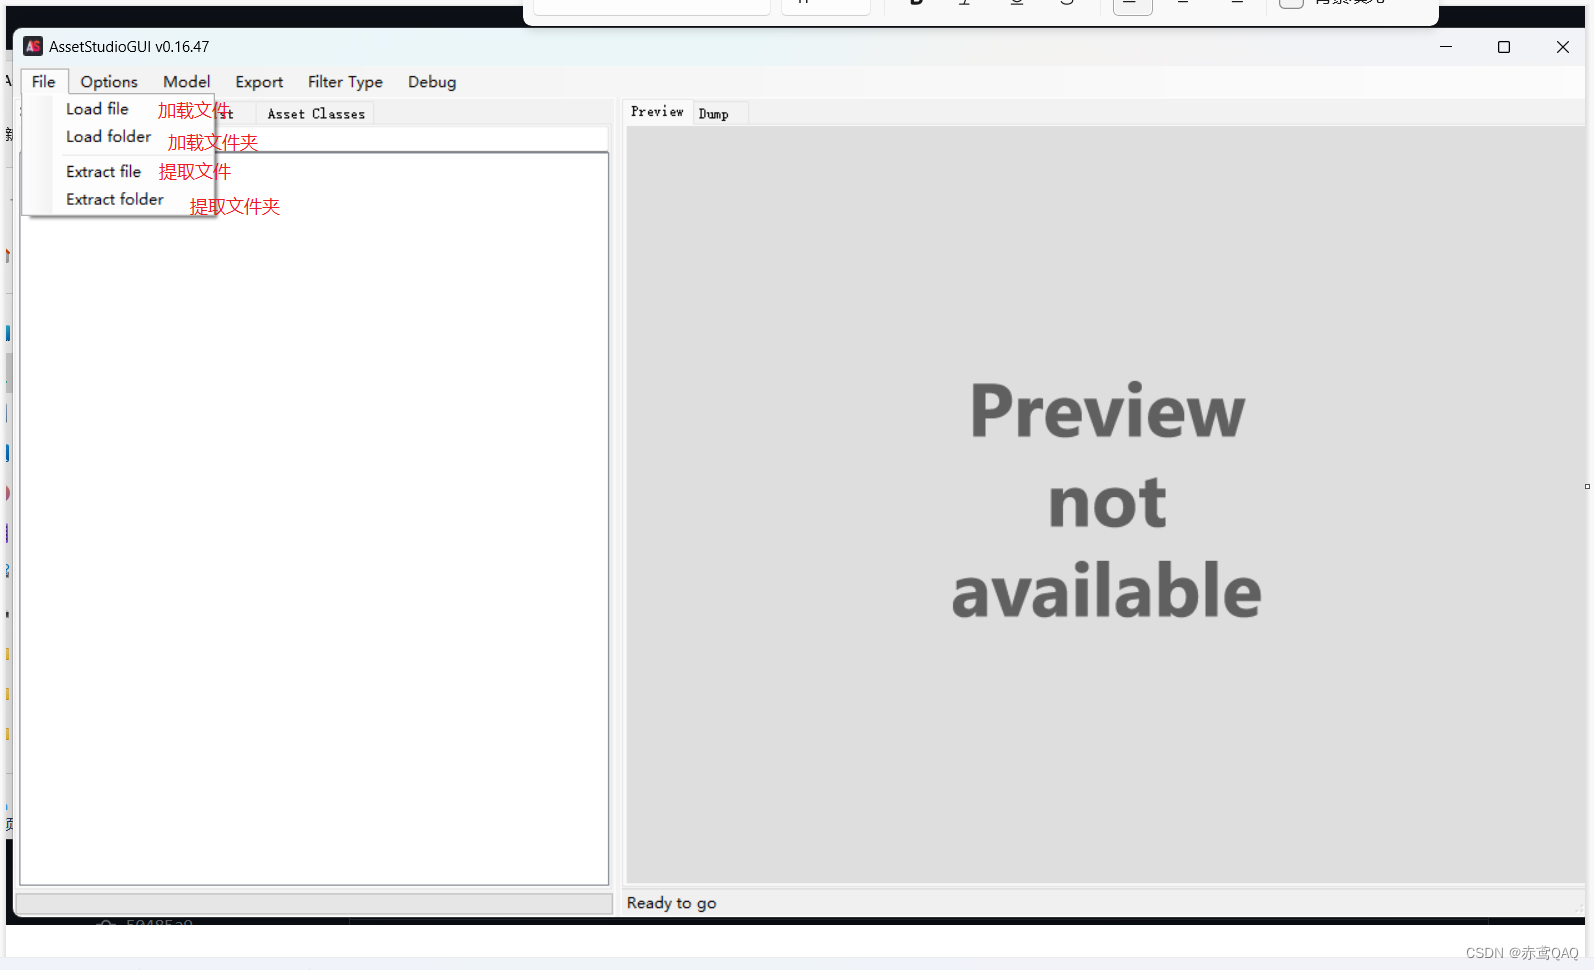 AssetStudioGUI v0.16.47
File Options Model Export Filter Type Debug
Load file 加载文件
Asset Classes
Load folder 加载文件夹
Extract file 提取文件
Extract folder 提取文件夹
Preview Dump
Preview
not
available
Ready to go
CSDN @赤鸢QAQ